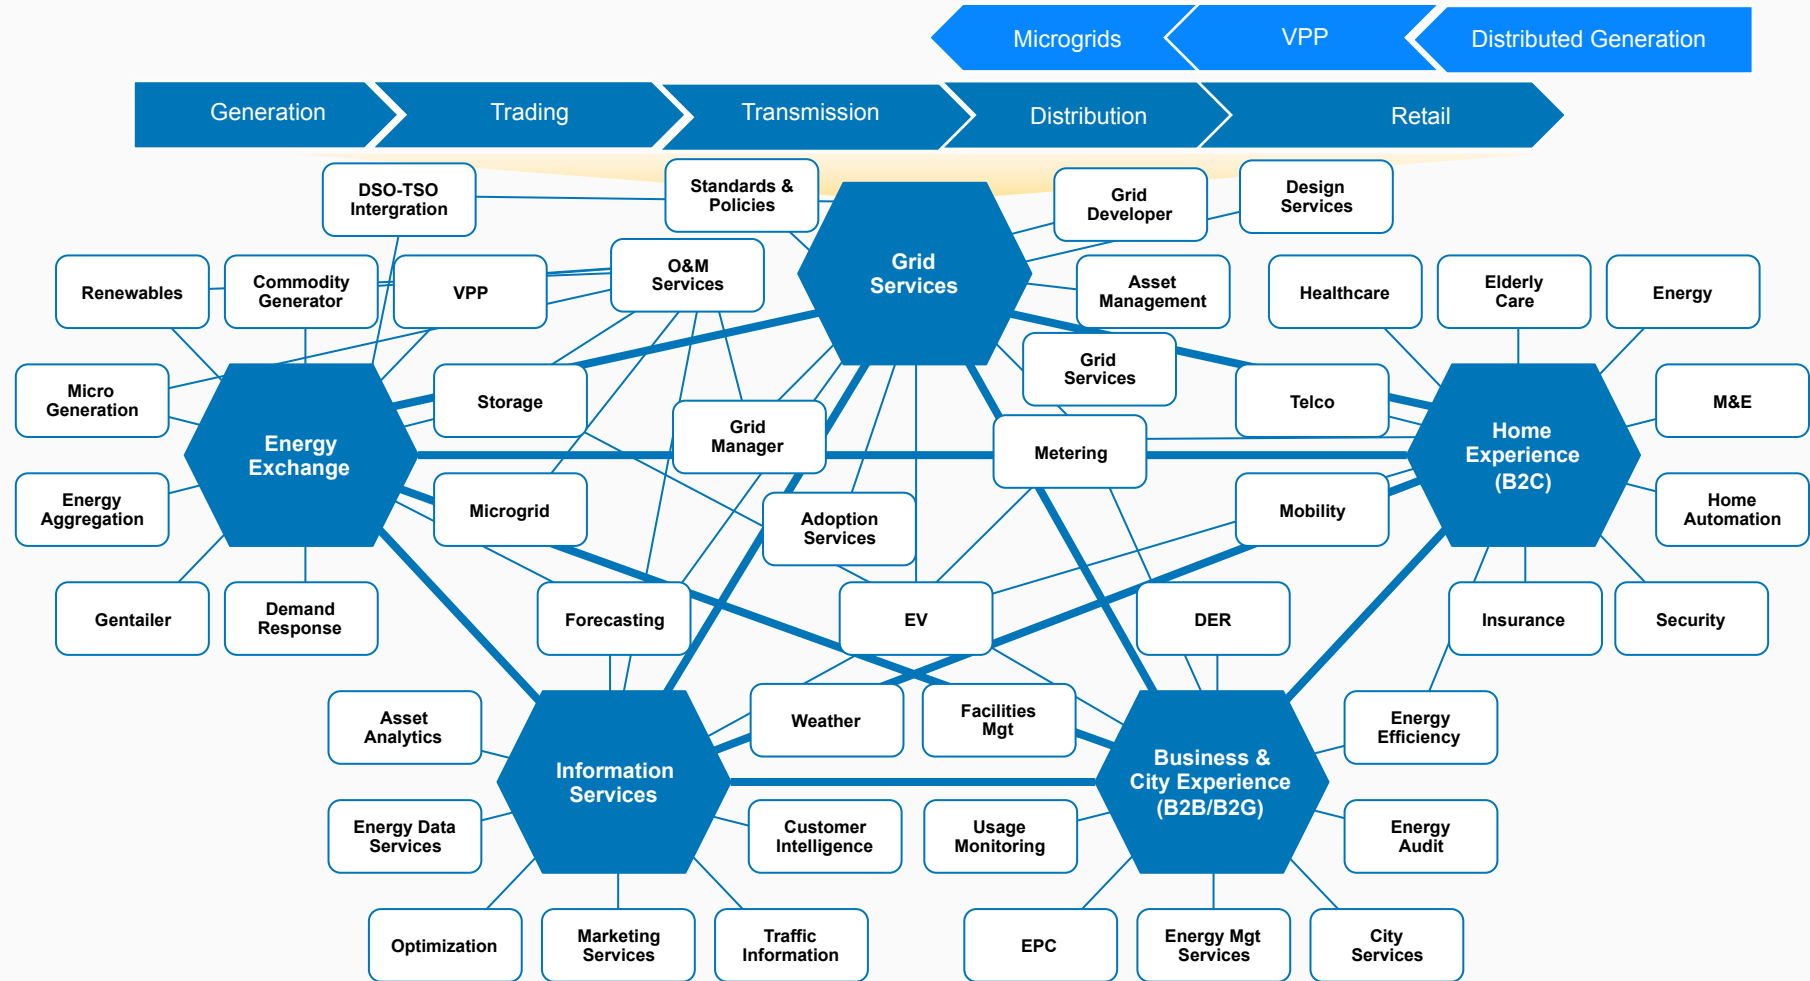 Microgrids
VPP
Distributed Generation
Generation
Trading
Transmission
Distribution
Retail
DSO-TSO
Intergration
Standards &
Policies
Grid
Developer
Design
Services
Renewables
Commodity
Generator
VPP
O&M
Services
Grid
Services
Asset
Management
Healthcare
Elderly
Care
Energy
Micro
Generation
Storage
Grid
Manager
Grid
Services
Telco
M&E
Energy
Exchange
Metering
Home
Experience
(B2C)
Energy
Aggregation
Microgrid
Adoption
Services
Mobility
Home
Automation
Gentailer
Demand
Response
Forecasting
EV
DER
Insurance
Security
Asset
Analytics
Weather
Facilities
Mgt
Energy
Efficiency
Information
Services
Business &
City Experience
(B2B/B2G)
Energy Data
Services
Customer
Intelligence
Usage
Monitoring
Energy
Audit
Optimization
Marketing
Services
Traffic
Information
EPC
Energy Mgt
Services
City
Services